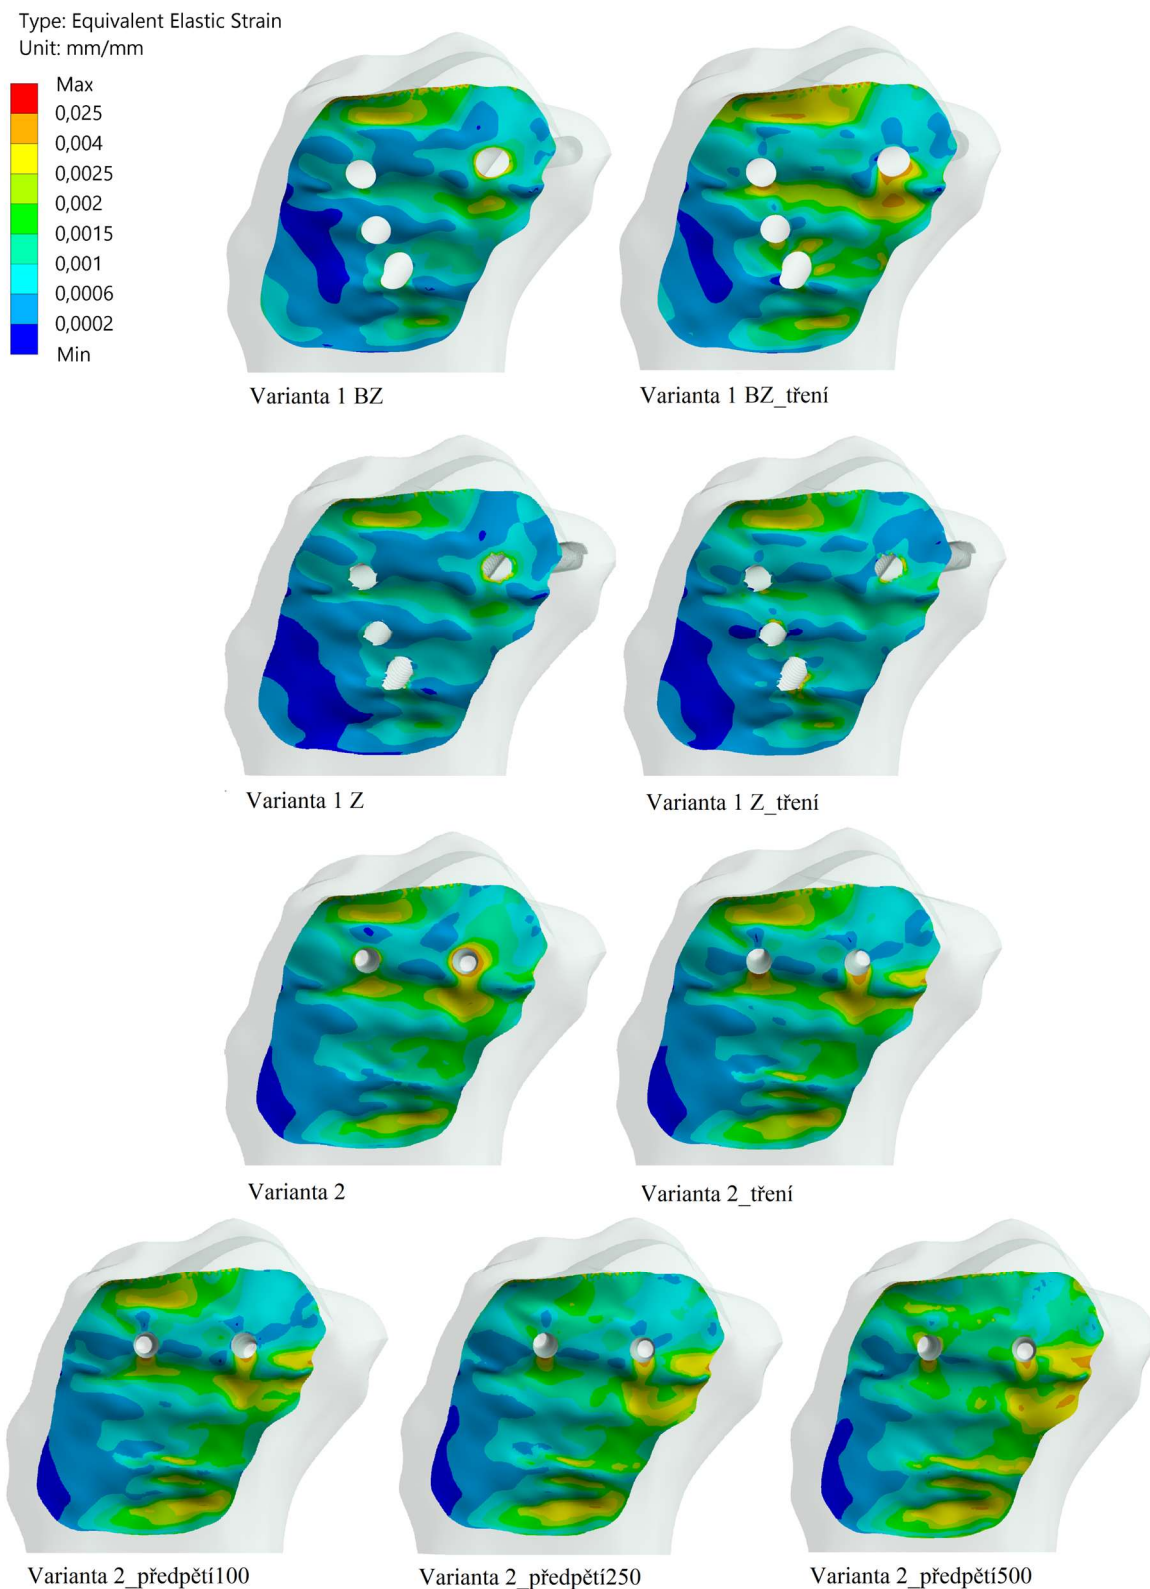 Type: Equivalent Elastic Strain
Unit: mm/mm
Max
0,025
0,004
0,0025
0,002
0,0015
0,001
0,0006
0,0002
Min
Varianta 1 BZ
Varianta 1 BZ_tření
Varianta 1 Z
Varianta 1 Z_tření
Varianta 2
Varianta 2_tření
Varianta 2_předpětí100
Varianta 2_předpětí250
Varianta 2_předpětí500